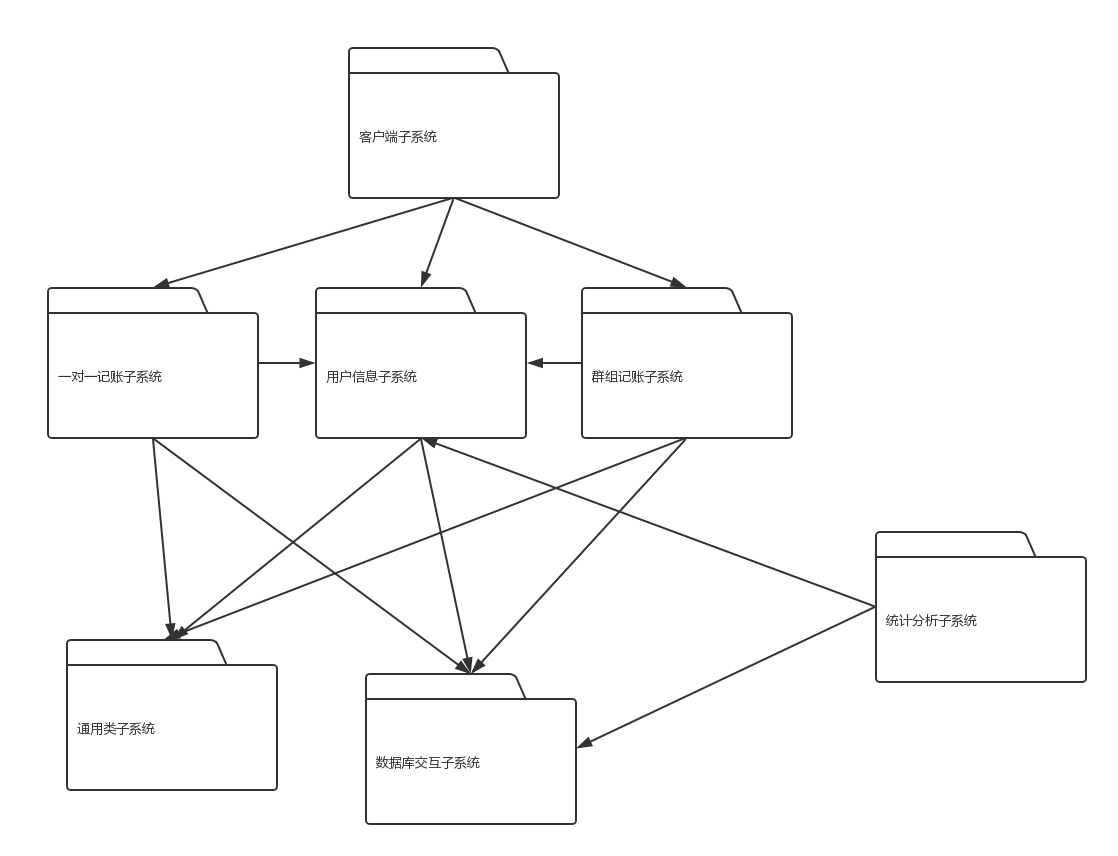 客户端子系统
一对一记账子系统
用户信息子系统
群组记账子系统
统计分析子系统
通用类子系统
数据库交互子系统